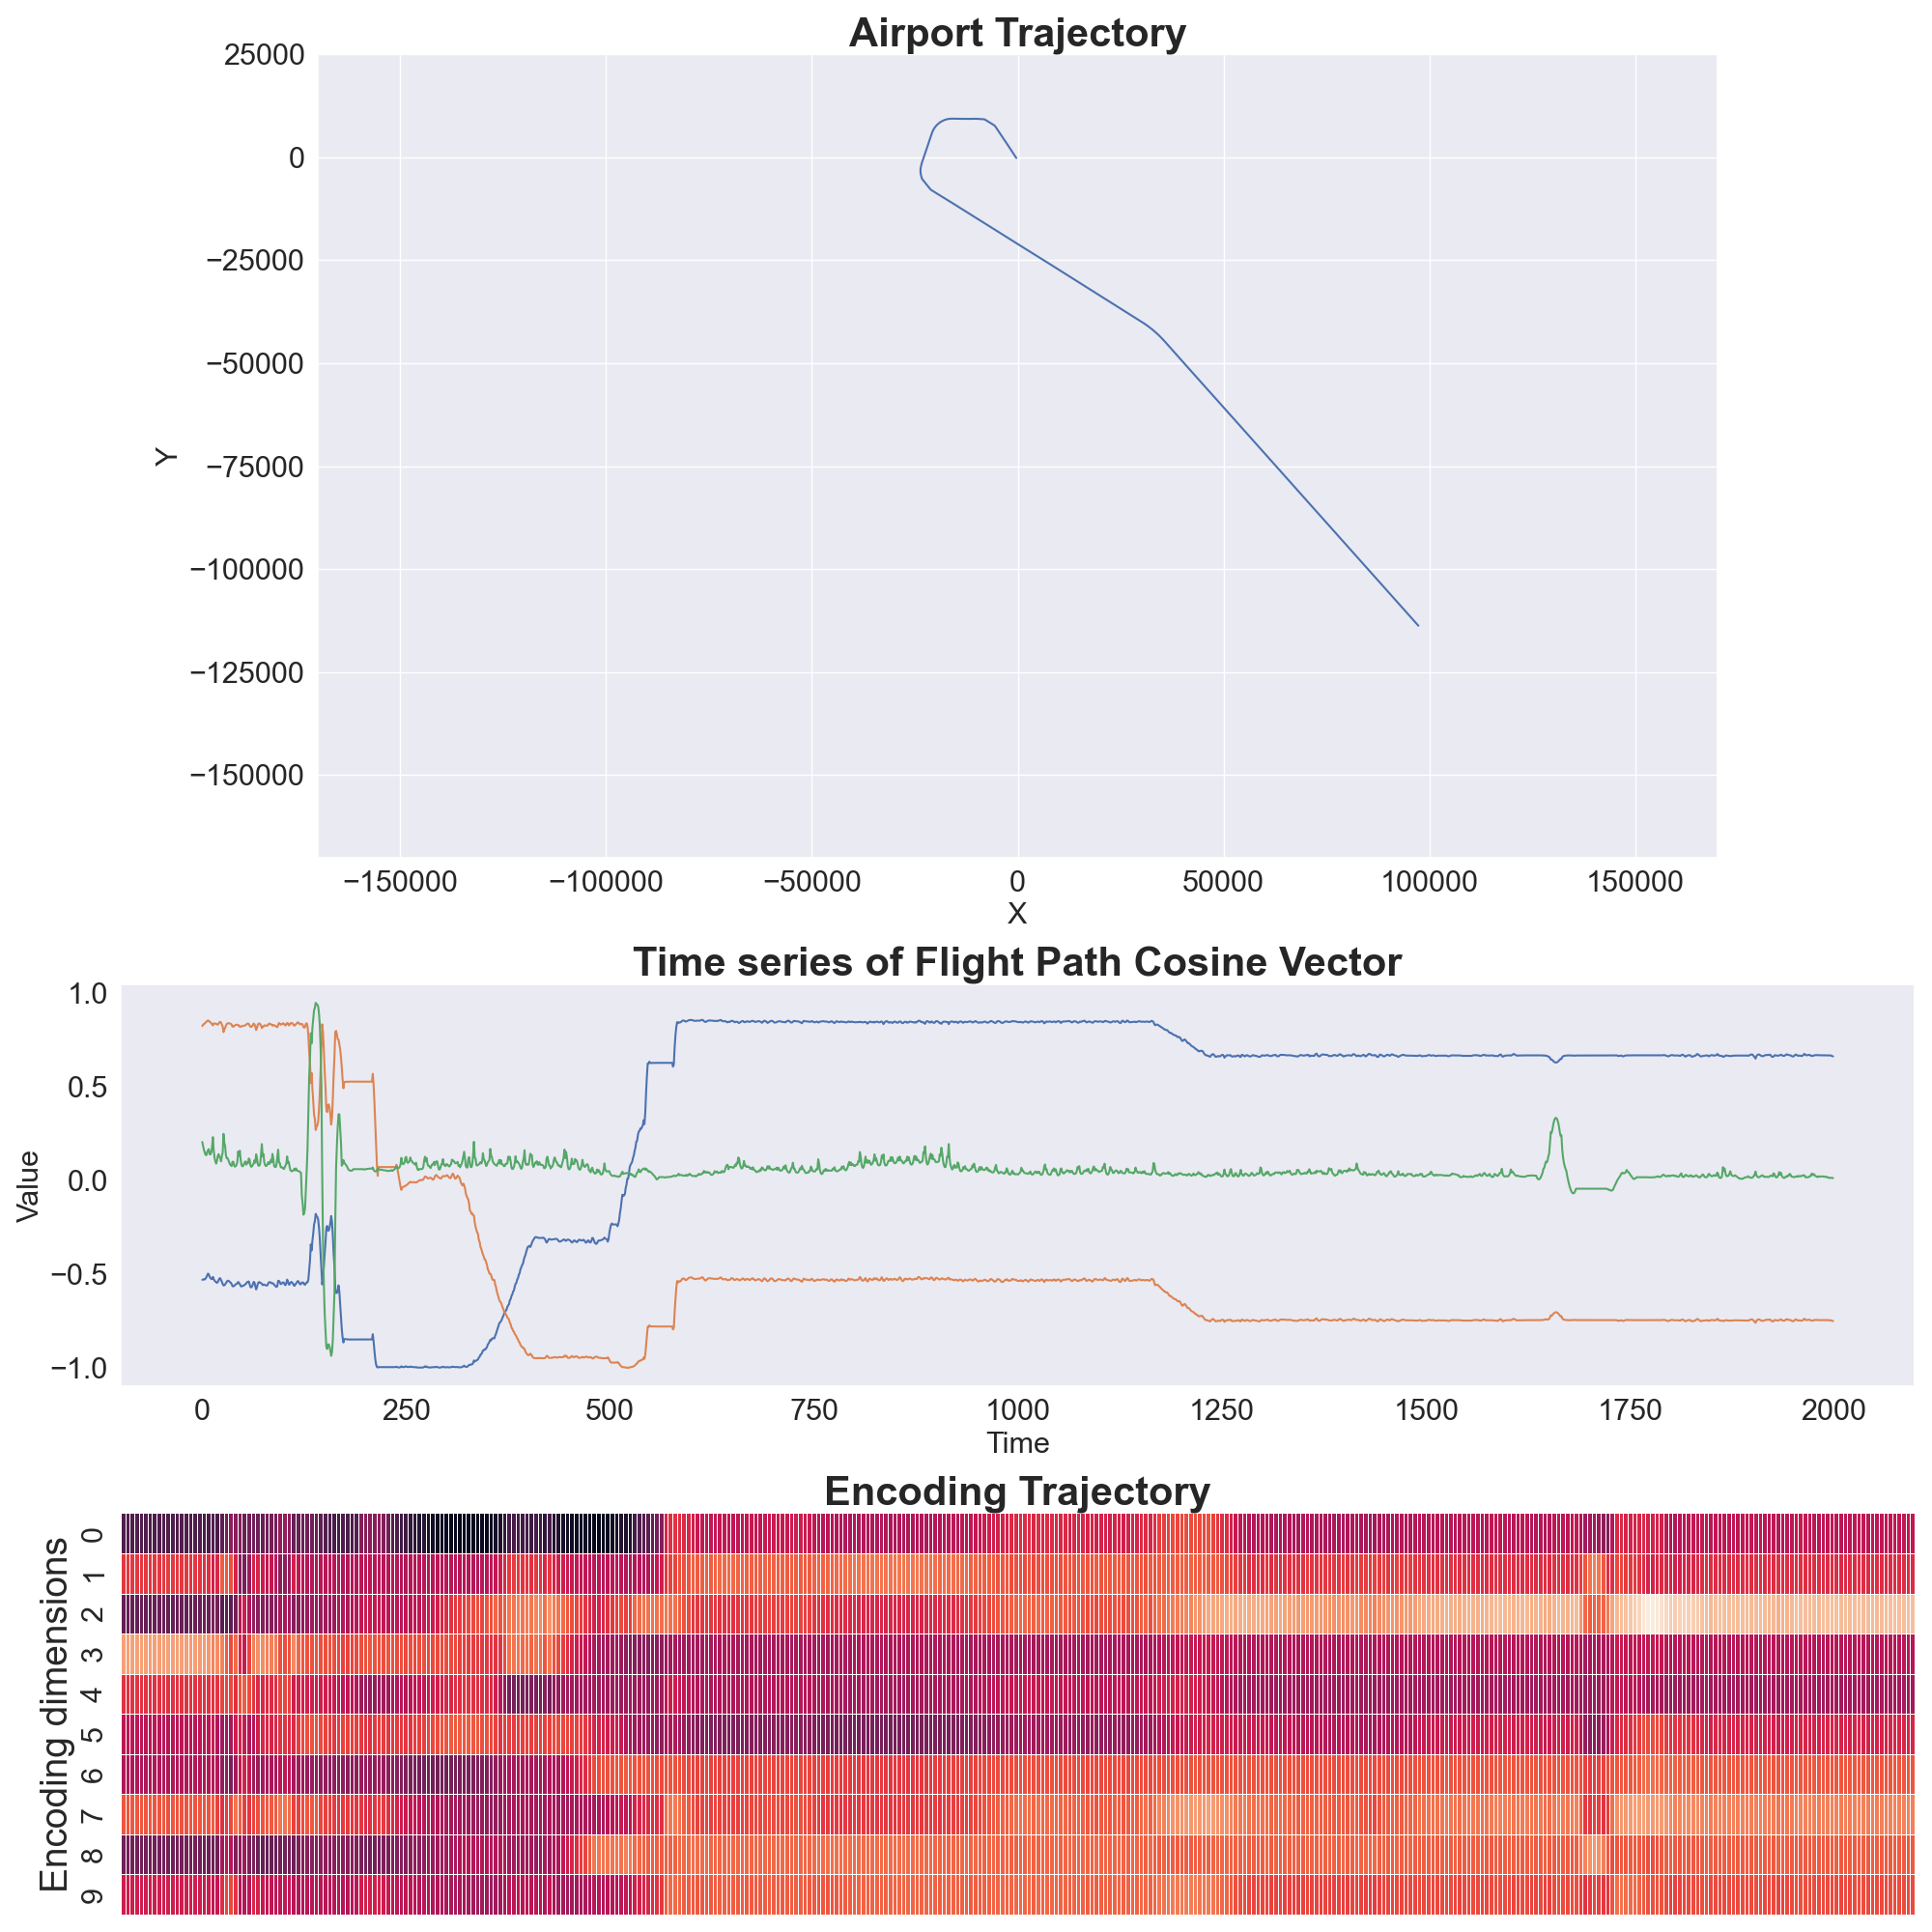 Airport Trajectory
25000
0
−25000
−50000
−75000
−100000
−125000
−150000
Y
−150000 −100000 −50000 0 50000 100000 150000
X
Time series of Flight Path Cosine Vector
1.0
0.5
0.0
−0.5
−1.0
Value
0 250 500 750 1000 1250 1500 1750 2000
Time
Encoding Trajectory
Encoding dimensions
0
1
2
3
4
5
6
7
8
9